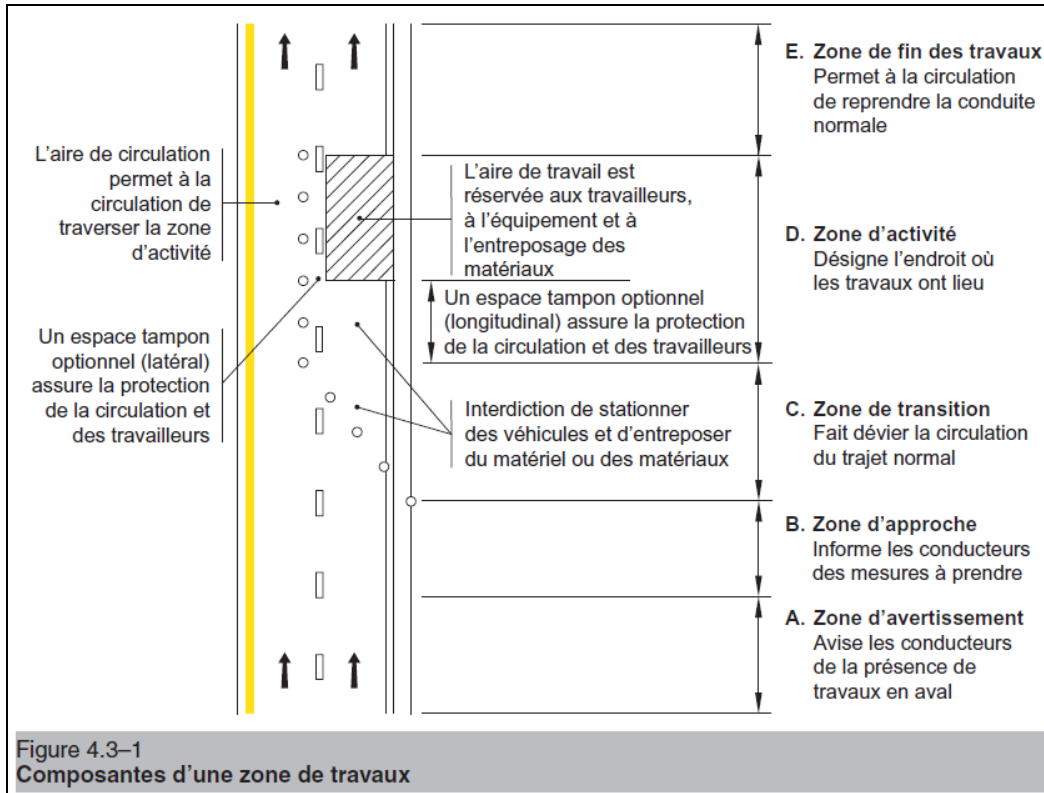 E. Zone de fin des travaux
Permet à la circulation
de reprendre la conduite
normale
L'aire de circulation
permet à la
circulation de
traverser la zone
d'activité
L'aire de travail est
réservée aux travailleurs,
à l'équipement et à
l'entreposage des
matériaux
D. Zone d'activité
Désigne l'endroit où
les travaux ont lieu
Un espace tampon optionnel
(longitudinal) assure la protection
de la circulation et des travailleurs
Un espace tampon
optionnel (latéral)
assure la protection
de la circulation et
des travailleurs
Interdiction de stationner
des véhicules et d'entreposer
du matériel ou des matériaux
C. Zone de transition
Fait dévier la circulation
du trajet normal
B. Zone d'approche
Informe les conducteurs
des mesures à prendre
A. Zone d'avertissement
Avise les conducteurs
de la présence de
travaux en aval
Figure 4.3–1
Composantes d'une zone de travaux